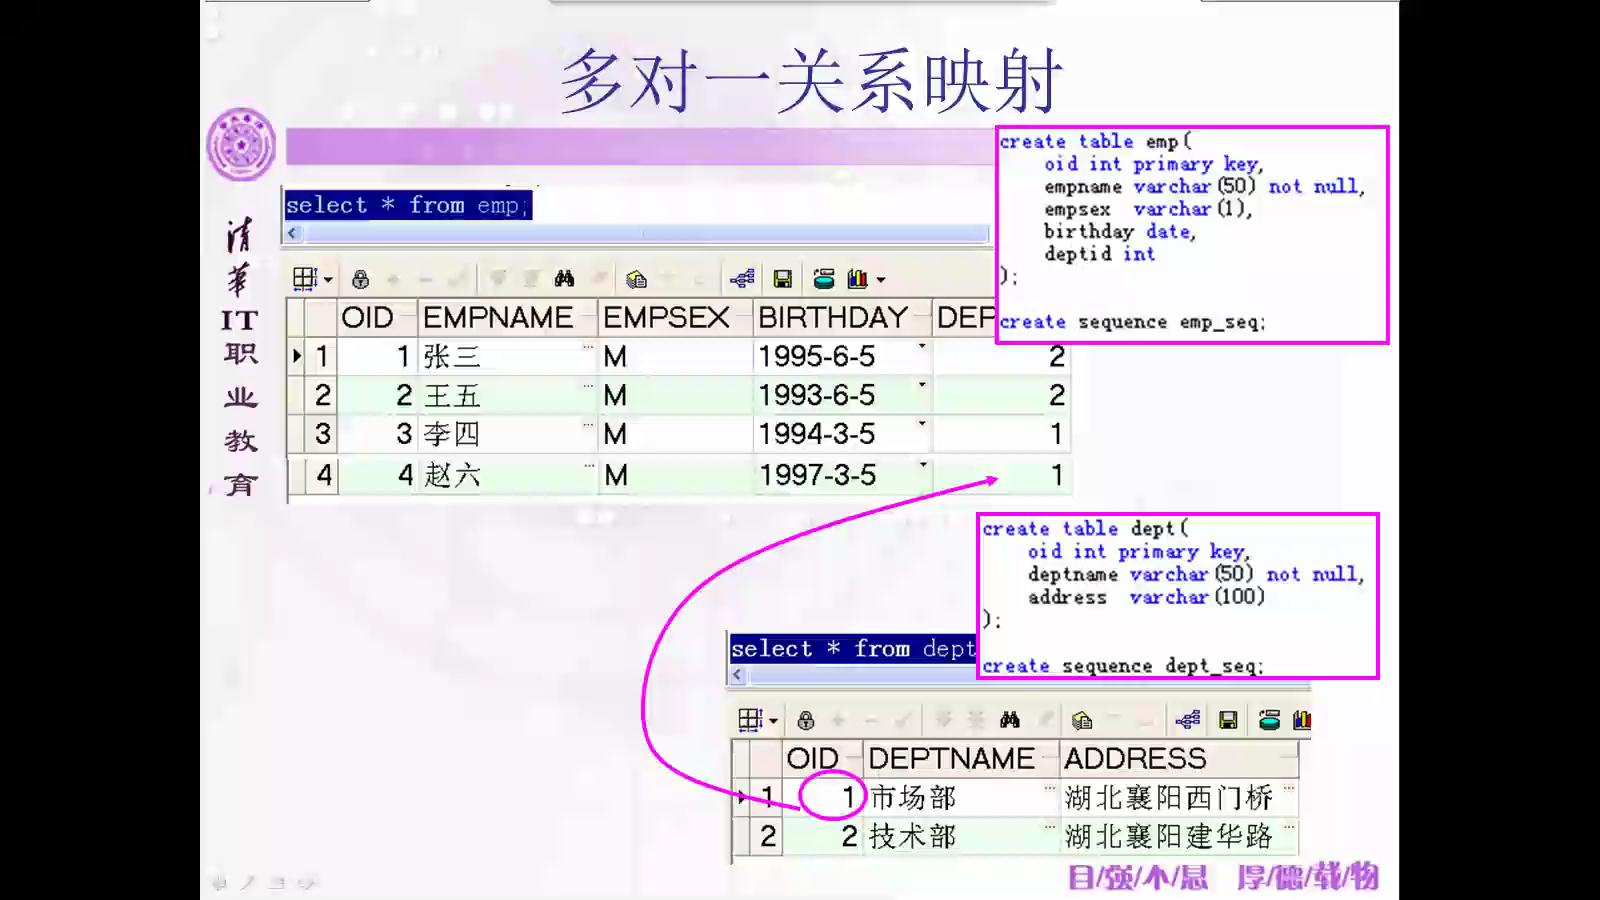 多对一关系映射
清
华
IT
职
业
教
育
select * from emp;
OID EMPNAME EMPSEX BIRTHDAY DEP
1 1 张三 M 1995-6-5 2
2 2 王五 M 1993-6-5 2
3 3 李四 M 1994-3-5 1
4 4 赵六 M 1997-3-5 1
create table emp(
oid int primary key,
empname varchar(50) not null,
empsex varchar(1),
birthday date,
deptid int
);
create sequence emp_seq;
create table dept(
oid int primary key,
deptname varchar(50) not null,
address varchar(100)
);
create sequence dept_seq;
select * from dept
OID DEPTNAME ADDRESS
1 1 市场部 湖北襄阳西门桥
2 2 技术部 湖北襄阳建华路
自/强/不/息 厚/德/载/物